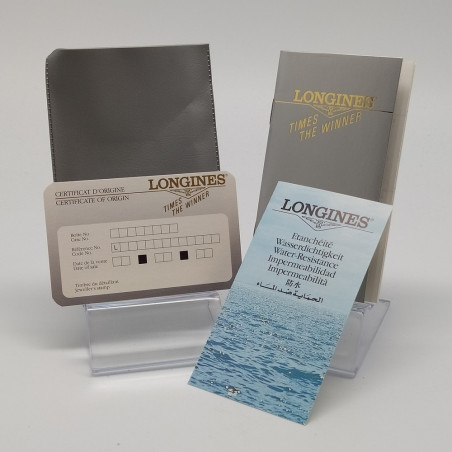 LONGINES
TIMES
THE WINNER
CERTIFICAT D'ORIGINE
CERTIFICATE OF ORIGIN
LONGINES
TIMES
THE WINNER
Boîte No.
Case No.
Référence No.
Code No.
L
Date de la vente
Date of sale
Timbre du détaillant
Jeweller's stamp
LONGINES
Etanchéité
Wasserdichtigkeit
Water-Resistance
Impermeabilidad
Impermeabilità
防水
الحماية ضد الماء